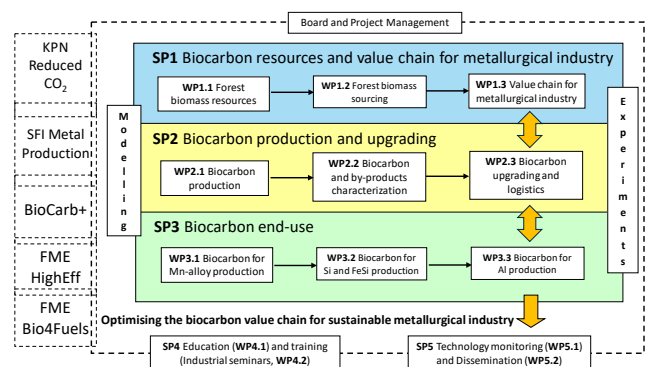 Board and Project Management
KPN
Reduced
CO2
SFI Metal
Production
BioCarb+
FME
HighEff
FME
Bio4Fuels
Modelling
SP1 Biocarbon resources and value chain for metallurgical industry
WP1.1 Forest
biomass resources
WP1.2 Forest biomass
sourcing
WP1.3 Value chain for
metallurgical industry
SP2 Biocarbon production and upgrading
WP2.1 Biocarbon
production
WP2.2 Biocarbon
and by-products
characterization
WP2.3 Biocarbon
upgrading and
logistics
SP3 Biocarbon end-use
WP3.1 Biocarbon for
Mn-alloy production
WP3.2 Biocarbon for
Si and FeSi production
WP3.3 Biocarbon for
Al production
Experiments
Optimising the biocarbon value chain for sustainable metallurgical industry
SP4 Education (WP4.1) and training
(Industrial seminars, WP4.2)
SP5 Technology monitoring (WP5.1)
and Dissemination (WP5.2)